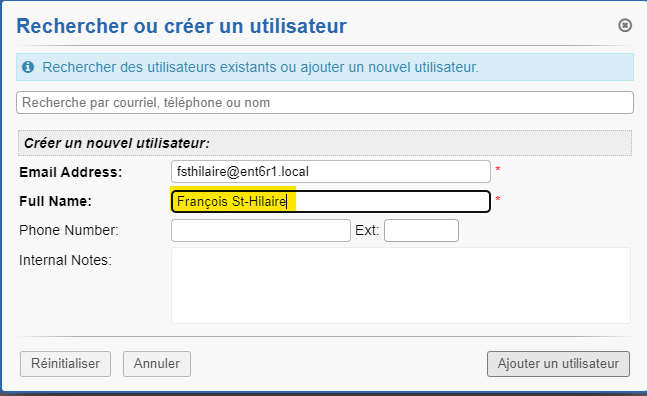 Rechercher ou créer un utilisateur
Rechercher des utilisateurs existants ou ajouter un nouvel utilisateur.
Recherche par courriel, téléphone ou nom
Créer un nouvel utilisateur:
Email Address: fsthilaire@ent6r1.local *
Full Name: François St-Hilaire *
Phone Number: Ext:
Internal Notes:
Réinitialiser Annuler Ajouter un utilisateur